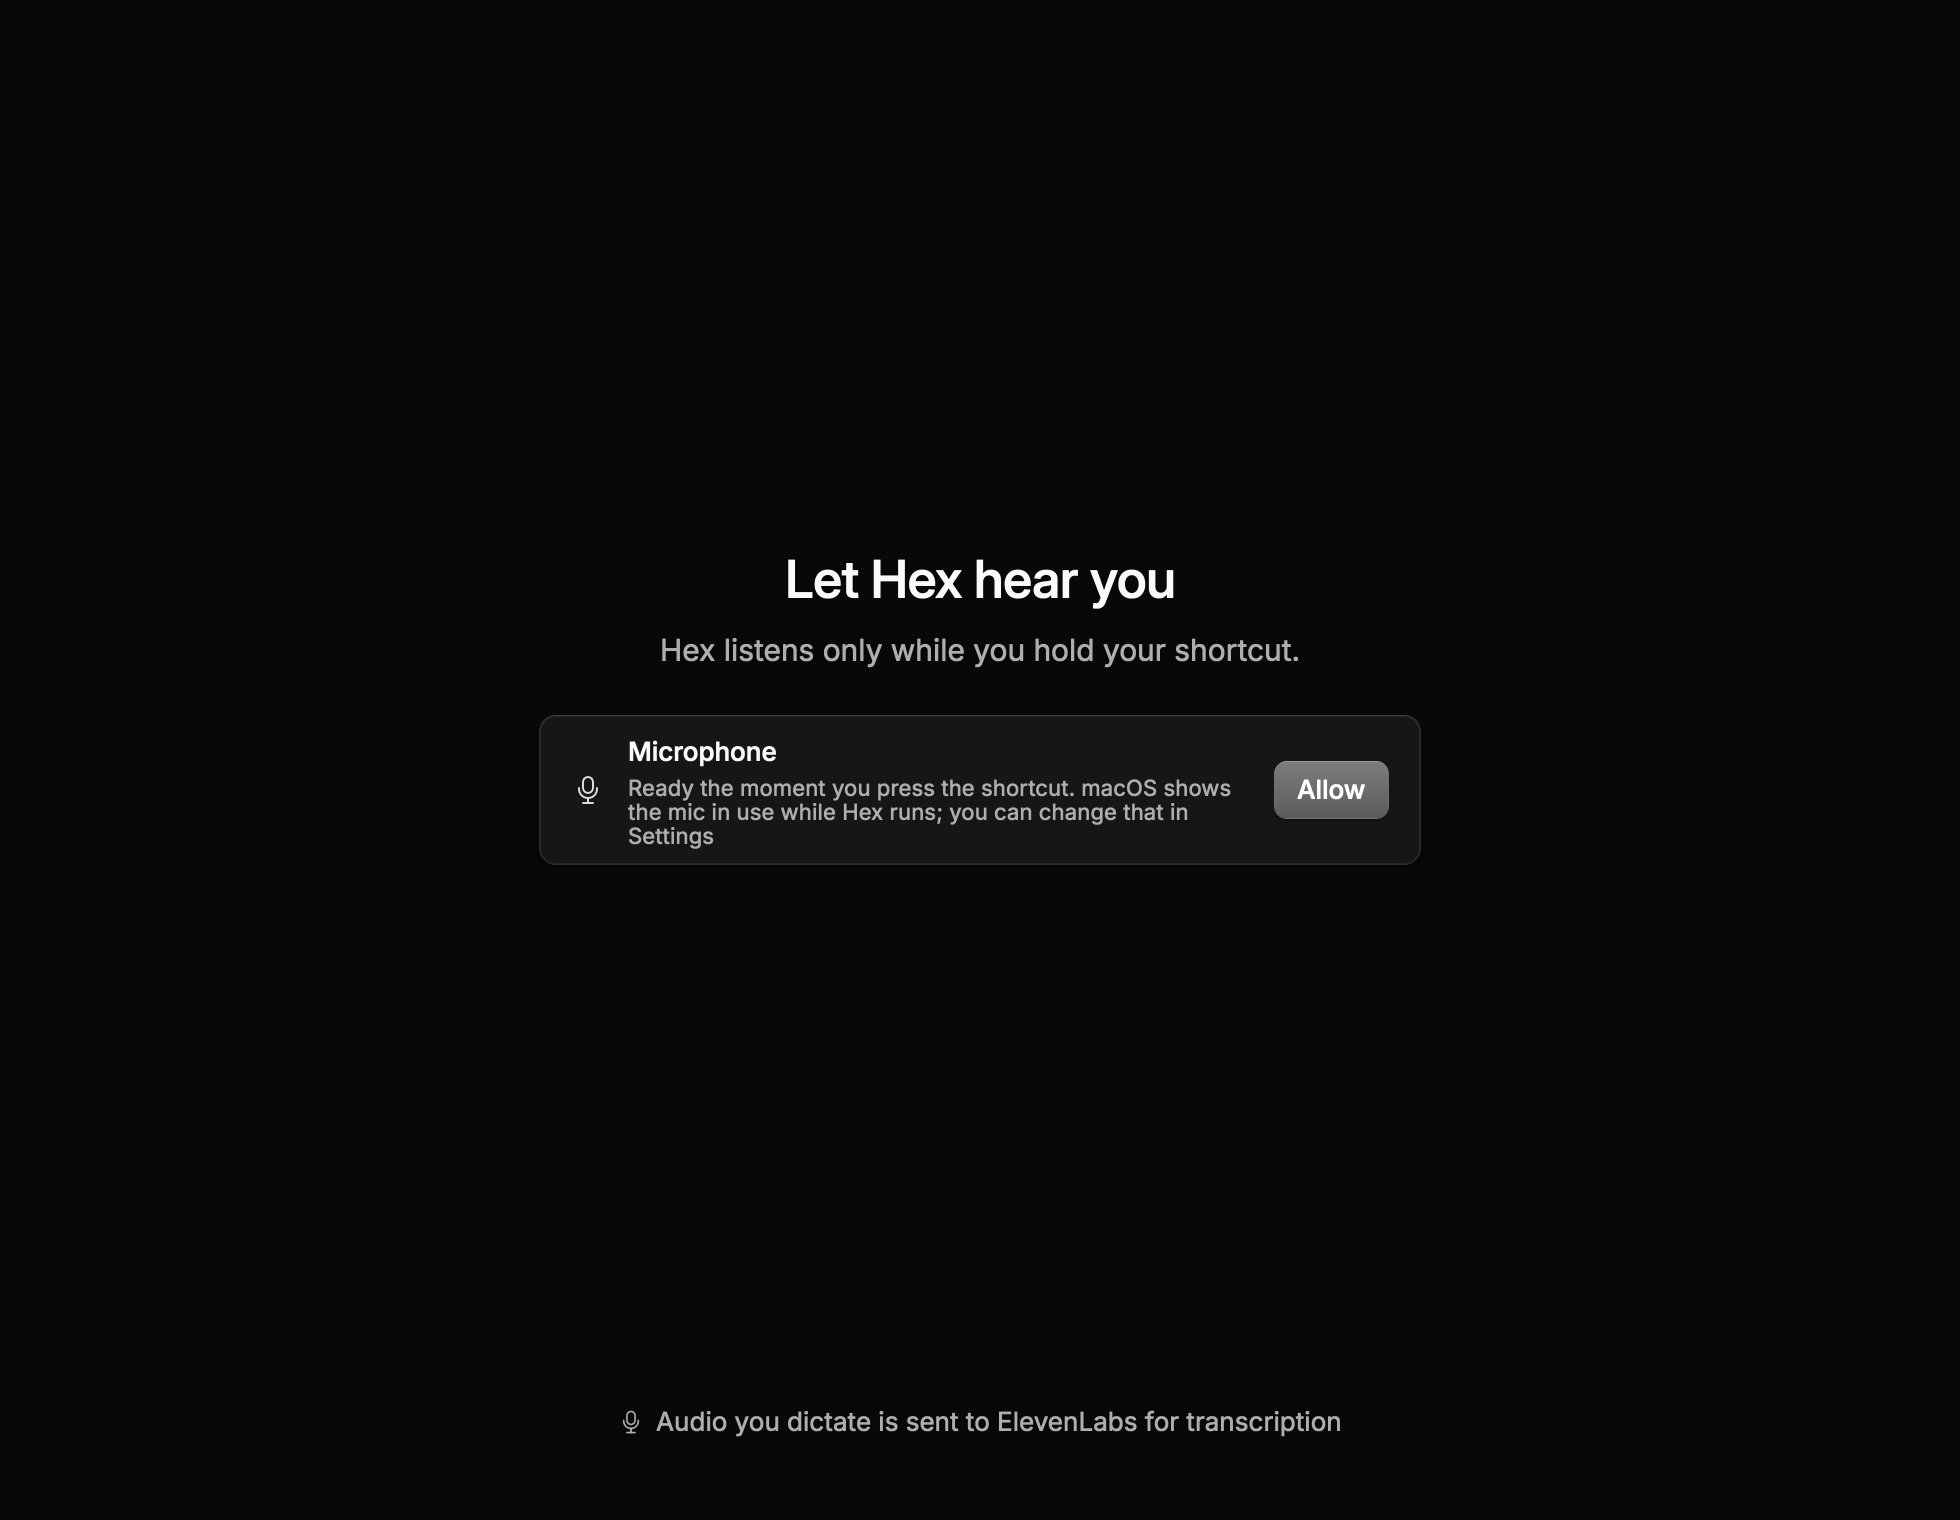 Let Hex hear you
Hex listens only while you hold your shortcut.
Microphone
Ready the moment you press the shortcut. macOS shows
the mic in use while Hex runs; you can change that in
Settings
Allow
Audio you dictate is sent to ElevenLabs for transcription